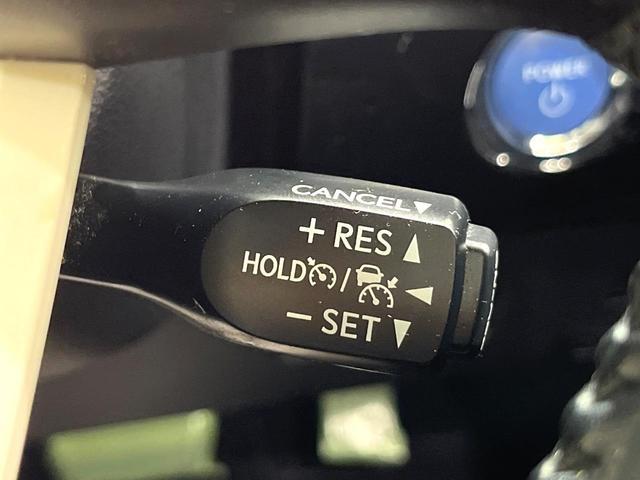 POWER
CANCEL▼
+ RES ▲
HOLD / ◀
− SET ▼